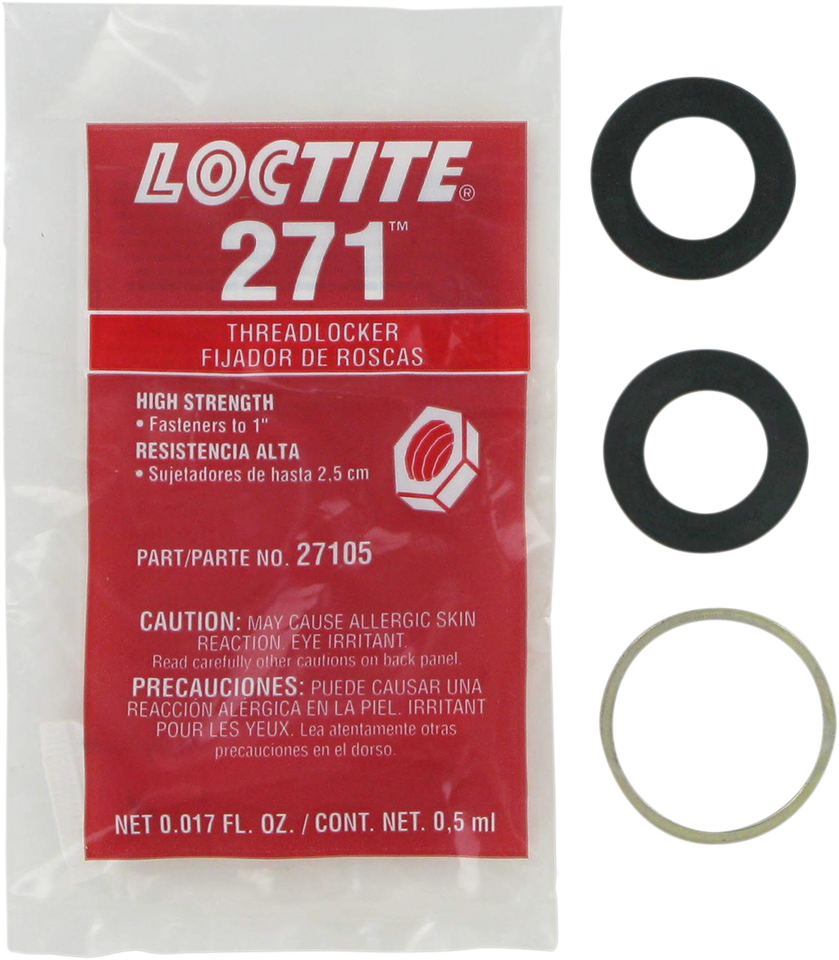 LOCTITE®
271™
THREADLOCKER
FIJADOR DE ROSCAS
HIGH STRENGTH
• Fasteners to 1"
RESISTENCIA ALTA
• Sujetadores de hasta 2,5 cm
PART/PARTE NO. 27105
CAUTION: MAY CAUSE ALLERGIC SKIN
REACTION. EYE IRRITANT.
Read carefully other cautions on back panel.
PRECAUCIONES: PUEDE CAUSAR UNA
REACCIÓN ALÉRGICA EN LA PIEL. IRRITANT
POUR LES YEUX. Lea atentamente otras
precauciones en el dorso.
NET 0.017 FL. OZ. / CONT. NET. 0,5 ml